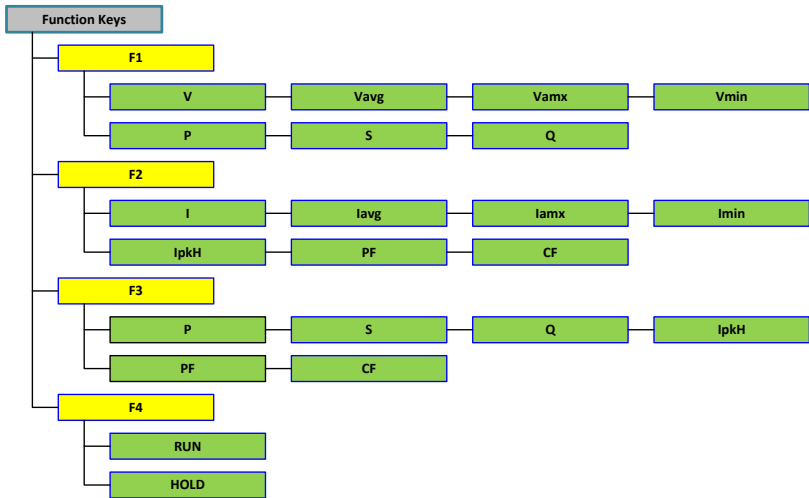 Function Keys
F1
V Vavg Vamx Vmin
P S Q
F2
I Iavg Iamx Imin
IpkH PF CF
F3
P S Q IpkH
PF CF
F4
RUN
HOLD